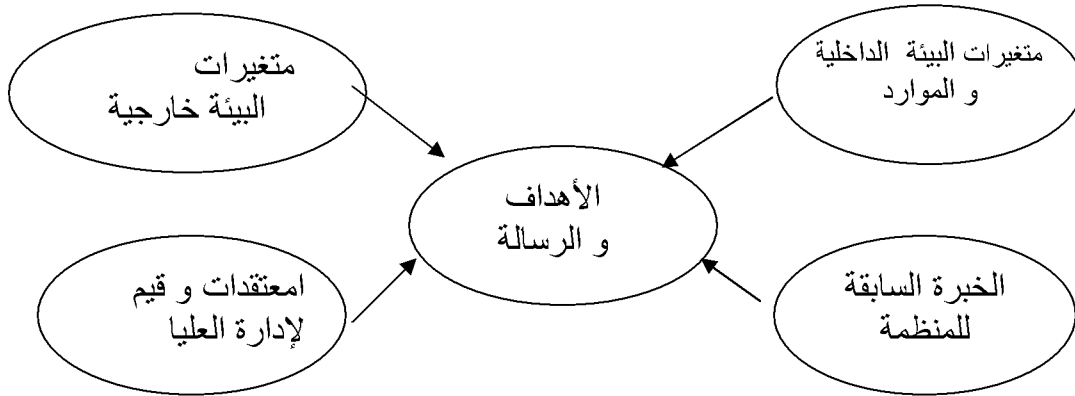 متغيرات البيئة الداخلية
و الموارد
متغيرات
البيئة خارجية
الأهداف
و الرسالة
الخبرة السابقة
للمنظمة
امعتقدات و قيم
لإدارة العليا